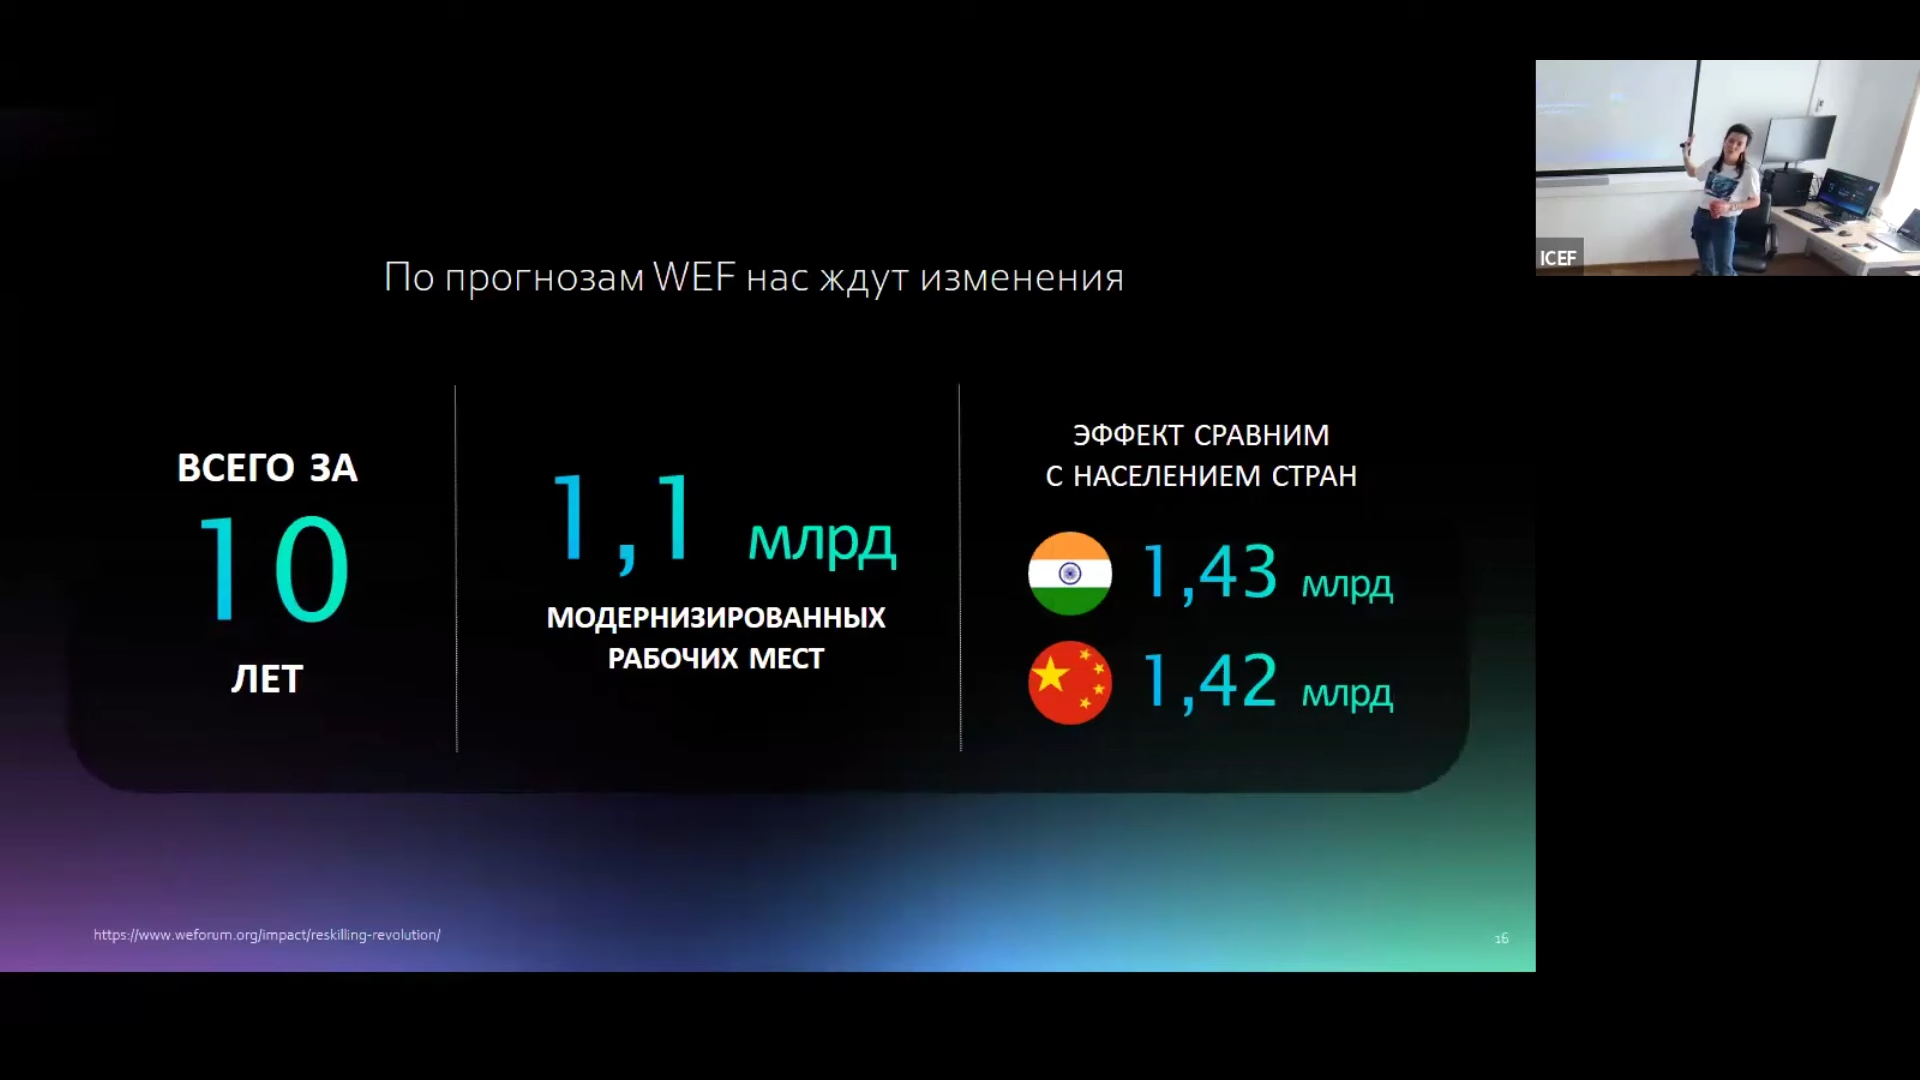 По прогнозам WEF нас ждут изменения
ВСЕГО ЗА
10
ЛЕТ
1,1 млрд
МОДЕРНИЗИРОВАННЫХ
РАБОЧИХ МЕСТ
ЭФФЕКТ СРАВНИМ
С НАСЕЛЕНИЕМ СТРАН
1,43 млрд
1,42 млрд
https://www.weforum.org/impact/reskilling-revolution/
16
ICEF